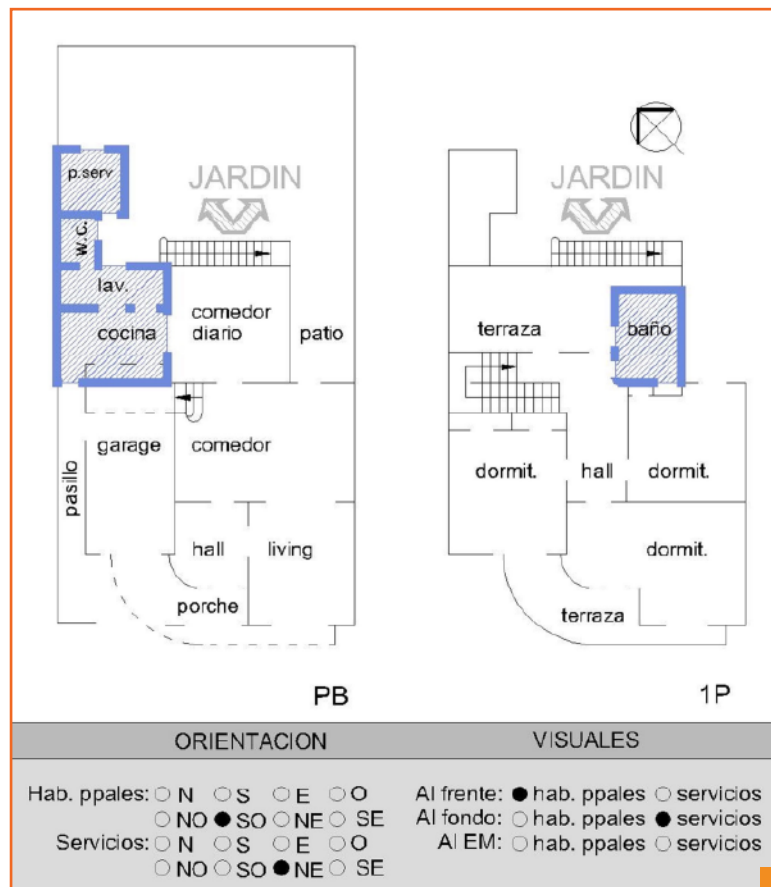 p.serv
JARDIN
w.c.
lav.
cocina
comedor
diario
patio
garage
comedor
pasillo
hall
living
porche
PB
JARDIN
terraza
baño
dormit.
hall
dormit.
dormit.
terraza
1P
ORIENTACION
VISUALES
Hab. ppales: N S E O
NO SO NE SE
Servicios: N S E O
NO SO NE SE
Al frente: hab. ppales servicios
Al fondo: hab. ppales servicios
Al EM: hab. ppales servicios